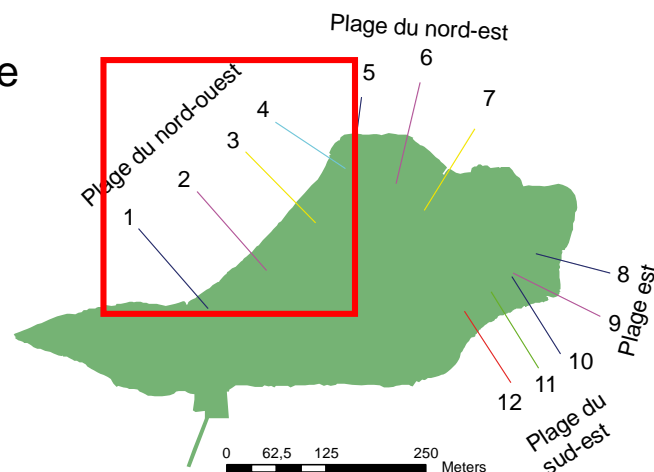 e
Plage du nord-est
Plage du nord-ouest
1
2
3
4
5
6
7
8
9
10
11
12
Plage est
Plage du
sud-est
0 62,5 125 250
Meters